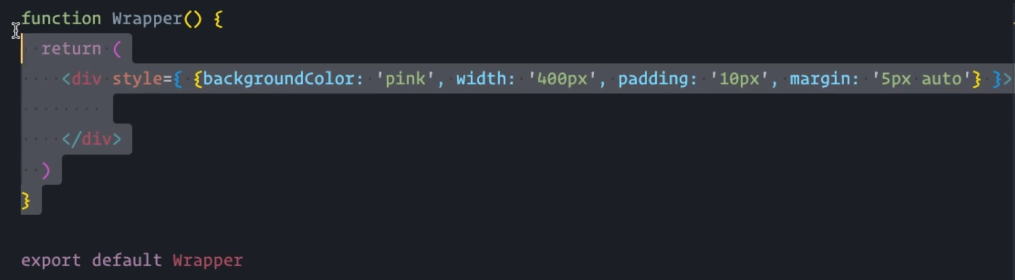 function Wrapper() {
  return (
    <div style={ {backgroundColor: 'pink', width: '400px', padding: '10px', margin: '5px auto'} }>
    </div>
  )
}
export default Wrapper